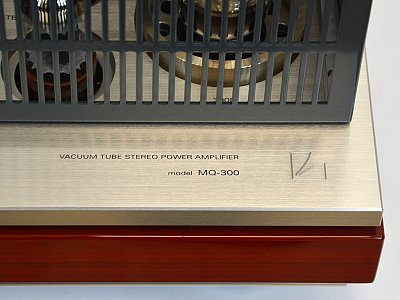 VACUUM TUBE STEREO POWER AMPLIFIER
model MQ-300